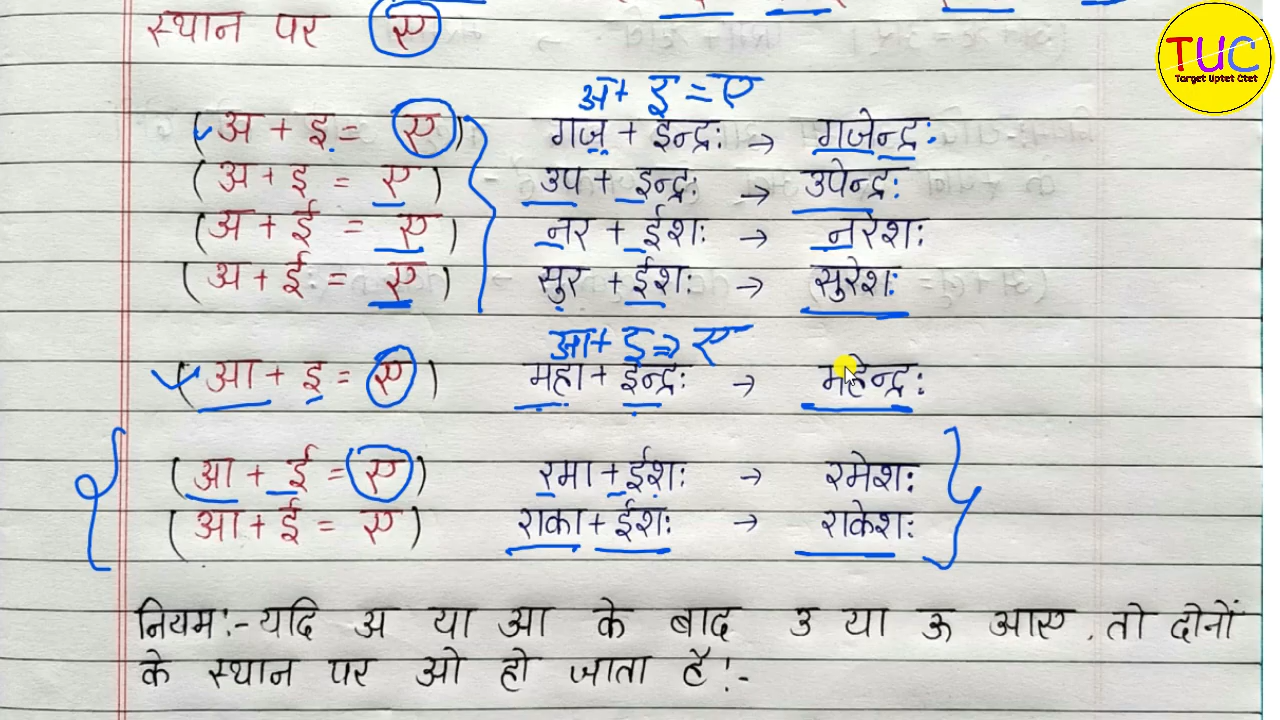 स्थान पर ए
TUC
Target Uptet Ctet
अ + इ = ए
(अ + इ = ए) गज + इन्द्रः → गजेन्द्रः
(अ + इ = ए) उप + इन्द्रः → उपेन्द्रः
(अ + ई = ए) नर + ईशः → नरेशः
(अ + ई = ए) सुर + ईशः → सुरेशः
आ + इ => ए
(आ + इ = ए) महा + इन्द्रः → महेन्द्रः
(आ + ई = ए) रमा + ईशः → रमेशः
(आ + ई = ए) राका + ईशः → राकेशः
नियम:- यदि अ या आ के बाद उ या ऊ आए, तो दोनों
के स्थान पर ओ हो जाता है:-